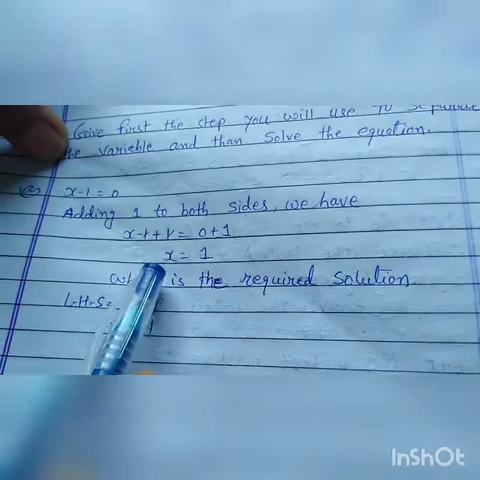 Give first the step you will use to separate
the variable and than solve the equation.
x-1=0
Adding 1 to both sides, we have
x-1+1= 0+1
x= 1
is the required solution.
L-H-S=
InShOt